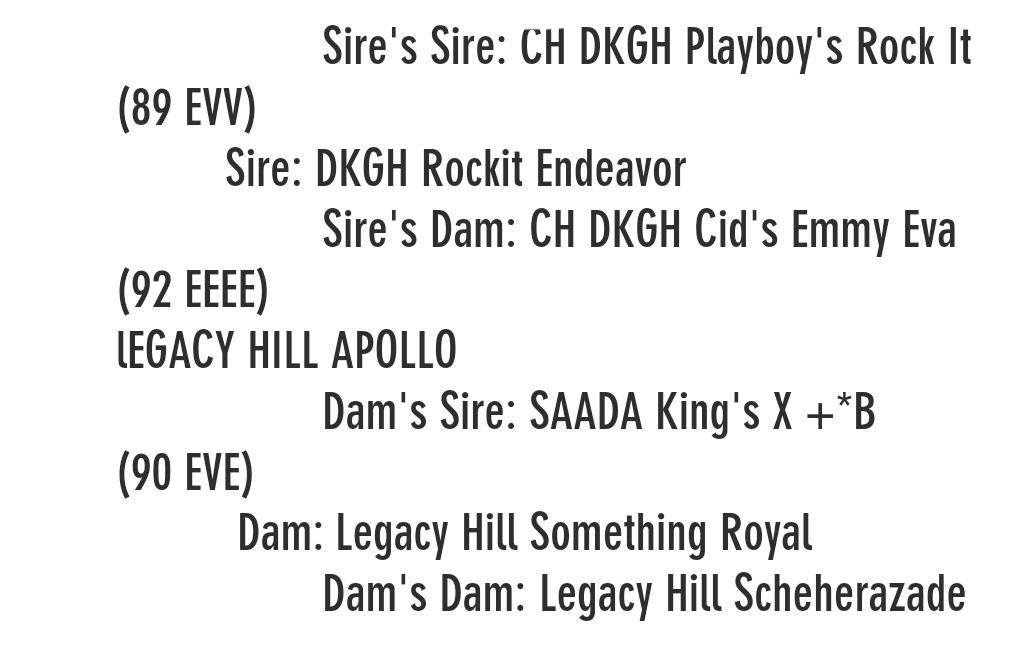 Sire's Sire: CH DKGH Playboy's Rock It
(89 EVV)
Sire: DKGH Rockit Endeavor
Sire's Dam: CH DKGH Cid's Emmy Eva
(92 EEEE)
lEGACY HILL APOLLO
Dam's Sire: SAADA King's X +*B
(90 EVE)
Dam: Legacy Hill Something Royal
Dam's Dam: Legacy Hill Scheherazade